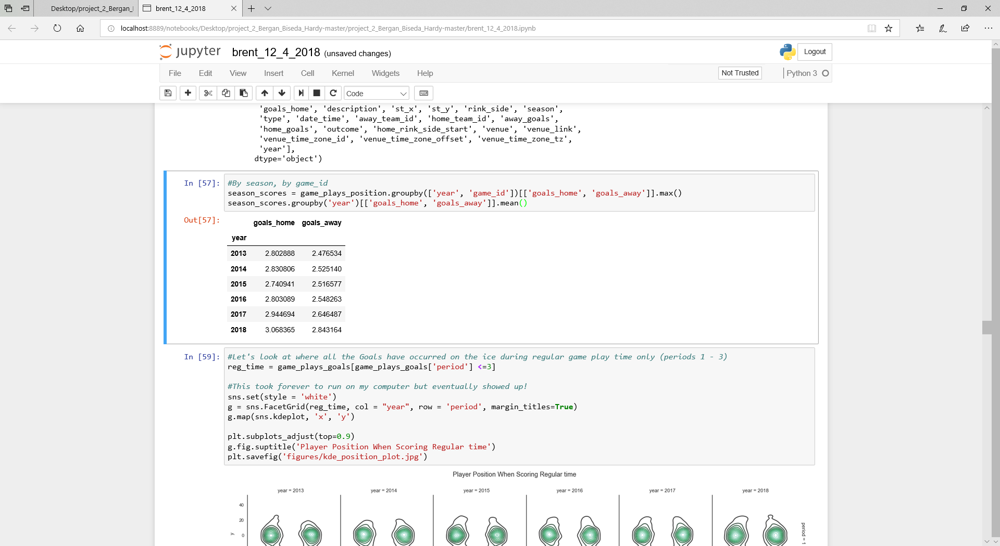 Desktop/project_2_Bergan_
brent_12_4_2018
localhost:8889/notebooks/Desktop/project_2_Bergan_Biseda_Hardy-master/project_2_Bergan_Biseda_Hardy-master/brent_12_4_2018.ipynb
jupyter brent_12_4_2018 (unsaved changes)
Logout
File Edit View Insert Cell Kernel Widgets Help
Not Trusted
Python 3
Code
'goals_home', 'description', 'st_x', 'st_y', 'rink_side', 'season',
'type', 'date_time', 'away_team_id', 'home_team_id', 'away_goals',
'home_goals', 'outcome', 'home_rink_side_start', 'venue', 'venue_link',
'venue_time_zone_id', 'venue_time_zone_offset', 'venue_time_zone_tz',
'year'],
dtype='object')
In [57]:
#By season, by game_id
season_scores = game_plays_position.groupby(['year', 'game_id'])[['goals_home', 'goals_away']].max()
season_scores.groupby('year')[['goals_home', 'goals_away']].mean()
Out[57]:
goals_home goals_away
year
2013 2.802888 2.476534
2014 2.830806 2.525140
2015 2.740941 2.516577
2016 2.803089 2.548263
2017 2.944694 2.646487
2018 3.068365 2.843164
In [59]:
#Let's look at where all the Goals have occurred on the ice during regular game play time only (periods 1 - 3)
reg_time = game_plays_goals[game_plays_goals['period'] <=3]
#This took forever to run on my computer but eventually showed up!
sns.set(style = 'white')
g = sns.FacetGrid(reg_time, col = "year", row = 'period', margin_titles=True)
g.map(sns.kdeplot, 'x', 'y')
plt.subplots_adjust(top=0.9)
g.fig.suptitle('Player Position When Scoring Regular time')
plt.savefig('figures/kde_position_plot.jpg')
Player Position When Scoring Regular time
year = 2013 year = 2014 year = 2015 year = 2016 year = 2017 year = 2018
40
20
0
y
period = 1